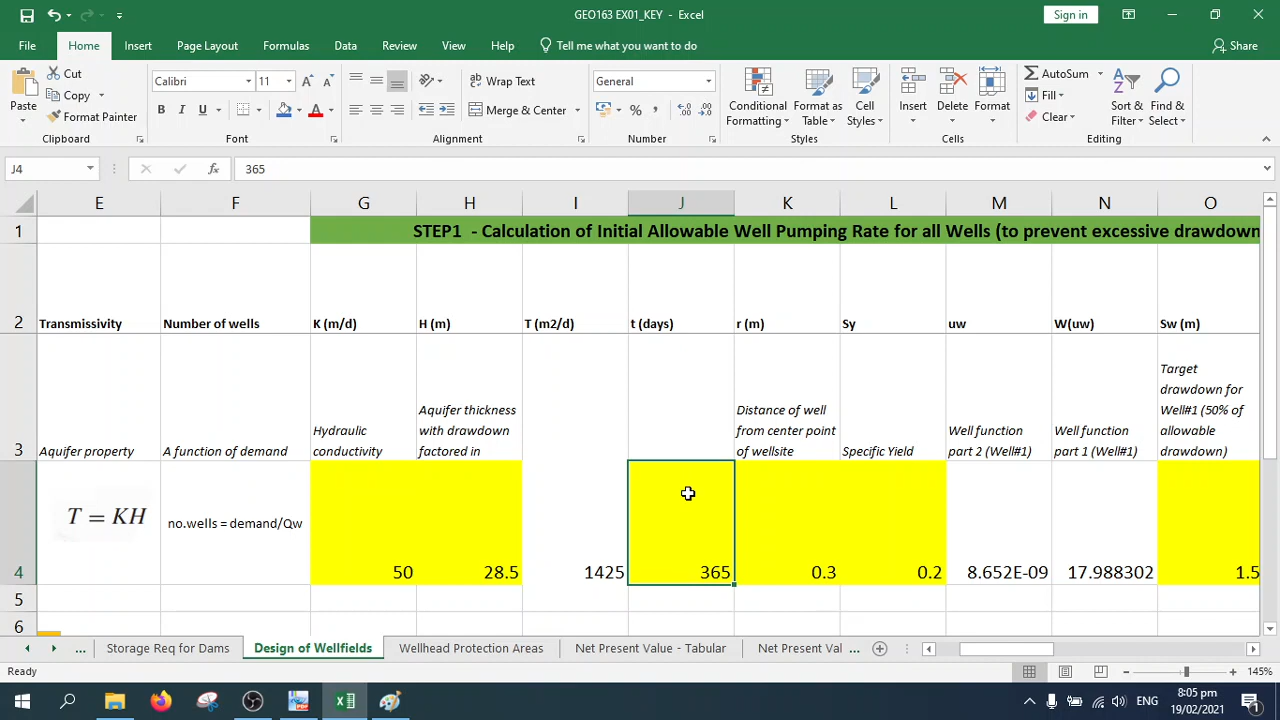 GEO163 EX01_KEY - Excel
Sign in
File Home Insert Page Layout Formulas Data Review View Help Tell me what you want to do Share
Paste
Cut
Copy
Format Painter
Clipboard
Calibri 11
B I U
Font
Wrap Text
Merge & Center
Alignment
General
Number
Conditional Formatting
Format as Table
Cell Styles
Styles
Insert Delete Format
Cells
AutoSum
Fill
Clear
Sort & Filter
Find & Select
Editing
J4 fx 365
E F G H I J K L M N O
1 STEP1 - Calculation of Initial Allowable Well Pumping Rate for all Wells (to prevent excessive drawdown
2 Transmissivity Number of wells K (m/d) H (m) T (m2/d) t (days) r (m) Sy uw W(uw) Sw (m)
3
Aquifer property
A function of demand
Hydraulic
conductivity
Aquifer thickness
with drawdown
factored in
Distance of well
from center point
of wellsite
Specific Yield
Well function
part 2 (Well#1)
Well function
part 1 (Well#1)
Target
drawdown for
Well#1 (50% of
allowable
drawdown)
T = KH
no.wells = demand/Qw
4 50 28.5 1425 365 0.3 0.2 8.652E-09 17.988302 1.5
5
6
... Storage Req for Dams Design of Wellfields Wellhead Protection Areas Net Present Value - Tabular Net Present Val ...
Ready 145%
ENG
8:05 pm
19/02/2021
1